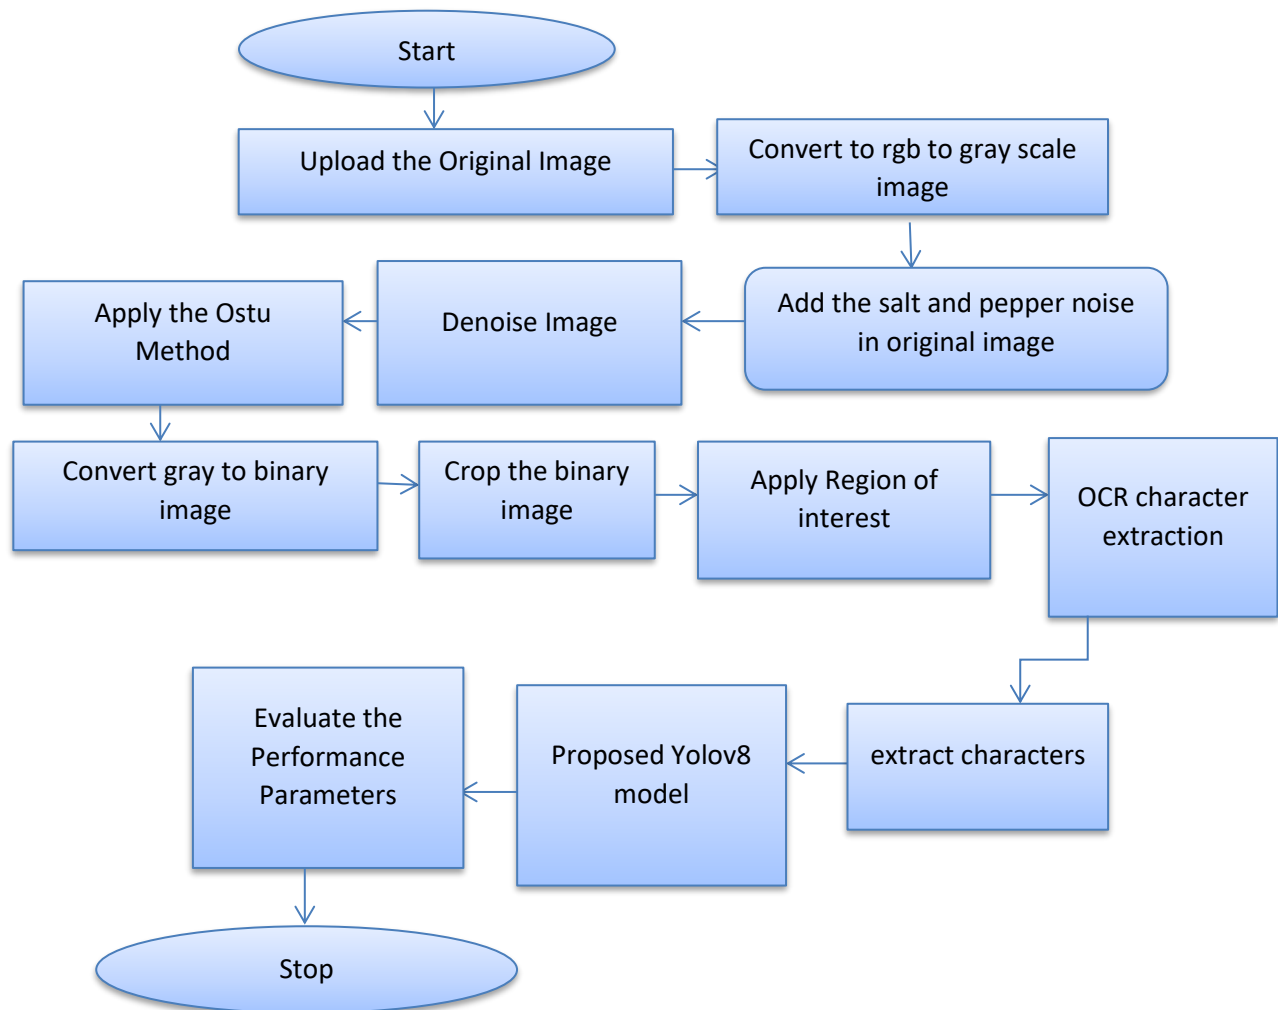 Start
Upload the Original Image
Convert to rgb to gray scale
image
Add the salt and pepper noise
in original image
Denoise Image
Apply the Ostu
Method
Convert gray to binary
image
Crop the binary
image
Apply Region of
interest
OCR character
extraction
extract characters
Proposed Yolov8
model
Evaluate the
Performance
Parameters
Stop